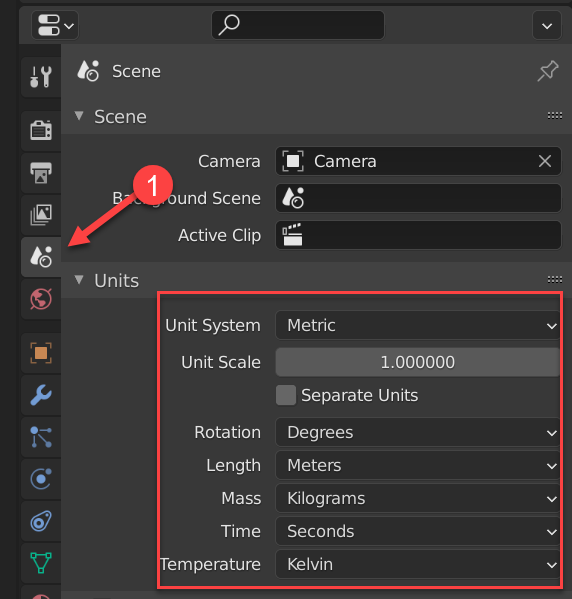 Scene
Scene
Camera Camera
1
Background Scene
Active Clip
Units
Unit System Metric
Unit Scale 1.000000
Separate Units
Rotation Degrees
Length Meters
Mass Kilograms
Time Seconds
Temperature Kelvin